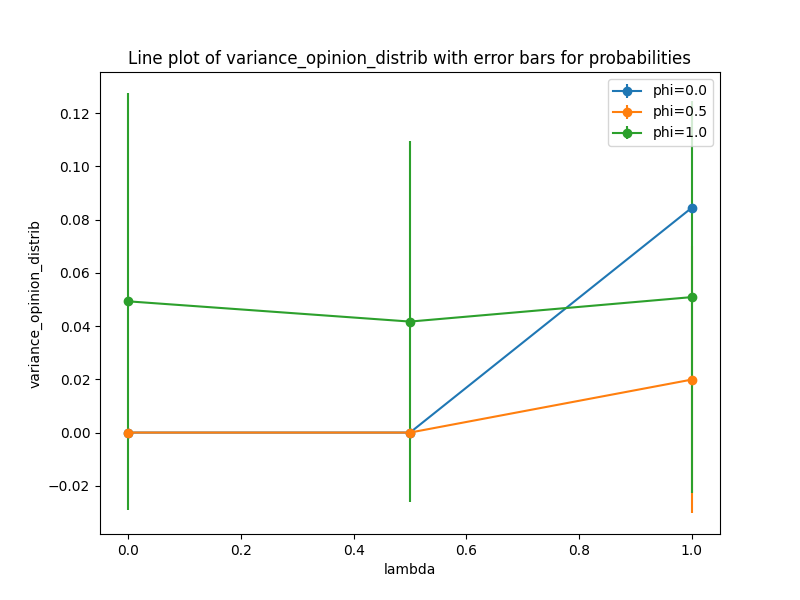 Line plot of variance_opinion_distrib with error bars for probabilities
phi=0.0
phi=0.5
phi=1.0
0.12
0.10
0.08
0.06
0.04
0.02
0.00
−0.02
variance_opinion_distrib
0.0
0.2
0.4
0.6
0.8
1.0
lambda